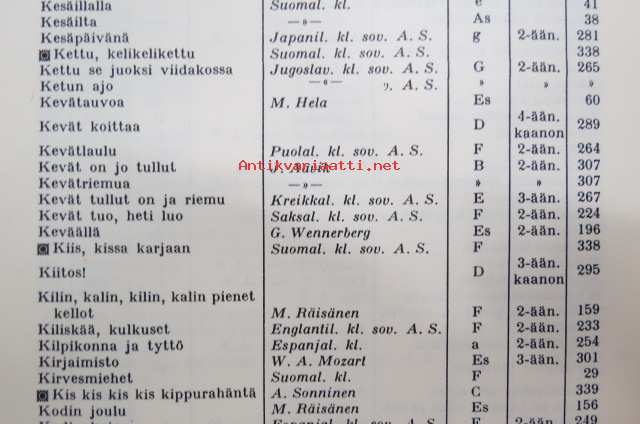 Kesäillalla Suomal. kl. e 41
Kesäilta —»— As 38
Kesäpäivänä Japanil. kl. sov. A. S. g 2-ään. 281
◙ Kettu, kelikelikettu Suomal. kl. sov. A. S. 338
Kettu se juoksi viidakossa Jugoslav. kl. sov. A. S. G 2-ään. 265
Ketun ajo —»— A. S. » » »
Kevätauvoa M. Hela Es 60
Kevät koittaa D 4-ään. kaanon 289
Kevätlaulu Puolal. kl. sov. A. S. F 2-ään. 264
Kevät on jo tullut J. B 2-ään. 307
Antikvariaatti.net
Kevätriemua —»— » » 307
Kevät tullut on ja riemu Kreikkal. kl. sov. A. S. E 3-ään. 267
Kevät tuo, heti luo Saksal. kl. sov. A. S. F 2-ään. 224
Keväällä G. Wennerberg Es 2-ään. 196
◙ Kiis, kissa karjaan Suomal. kl. sov. A. S. F 338
Kiitos! D 3-ään. kaanon 295
Kilin, kalin, kilin, kalin pienet
kellot M. Räisänen F 2-ään. 159
Kiliskää, kulkuset Englantil. kl. sov. A. S. F 2-ään. 233
Kilpikonna ja tyttö Espanjal. kl. a 2-ään. 254
Kirjaimisto W. A. Mozart Es 3-ään. 301
Kirvesmiehet Suomal. kl. F 29
◙ Kis kis kis kis kippurahäntä A. Sonninen C 339
Kodin joulu M. Räisänen Es 156
Espanjal. kl. sov. A. S. F 2-ään. 249